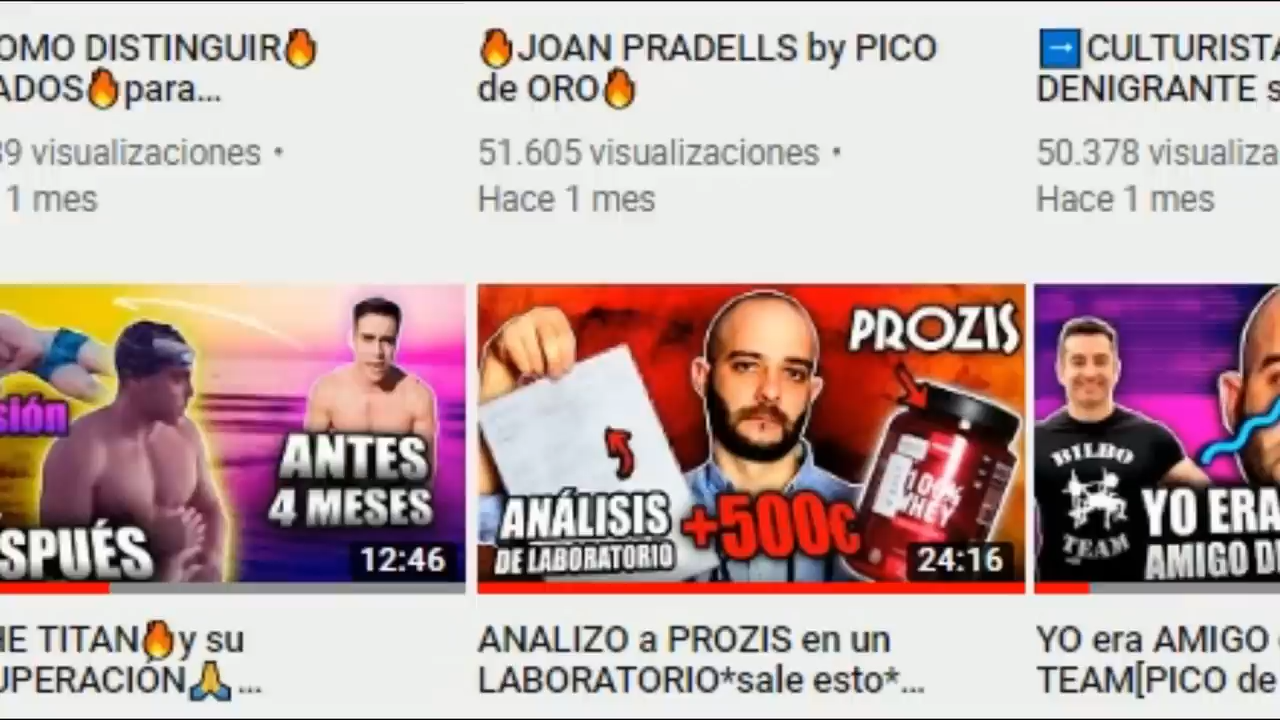 OMO DISTINGUIR🔥
ADOS🔥para...
39 visualizaciones •
1 mes
🔥JOAN PRADELLS by PICO
de ORO🔥
51.605 visualizaciones •
Hace 1 mes
➡CULTURISTA
DENIGRANTE s
50.378 visualiza
Hace 1 mes
sión
SPUÉS
ANTES
4 MESES
12:46
PROZIS
100%
WHEY
ANÁLISIS
DE LABORATORIO
+500€
24:16
BILBO
TEAM
YO ERA
AMIGO DE
HE TITAN🔥y su
UPERACIÓN🙏...
ANALIZO a PROZIS en un
LABORATORIO*sale esto*...
YO era AMIGO
TEAM[PICO de